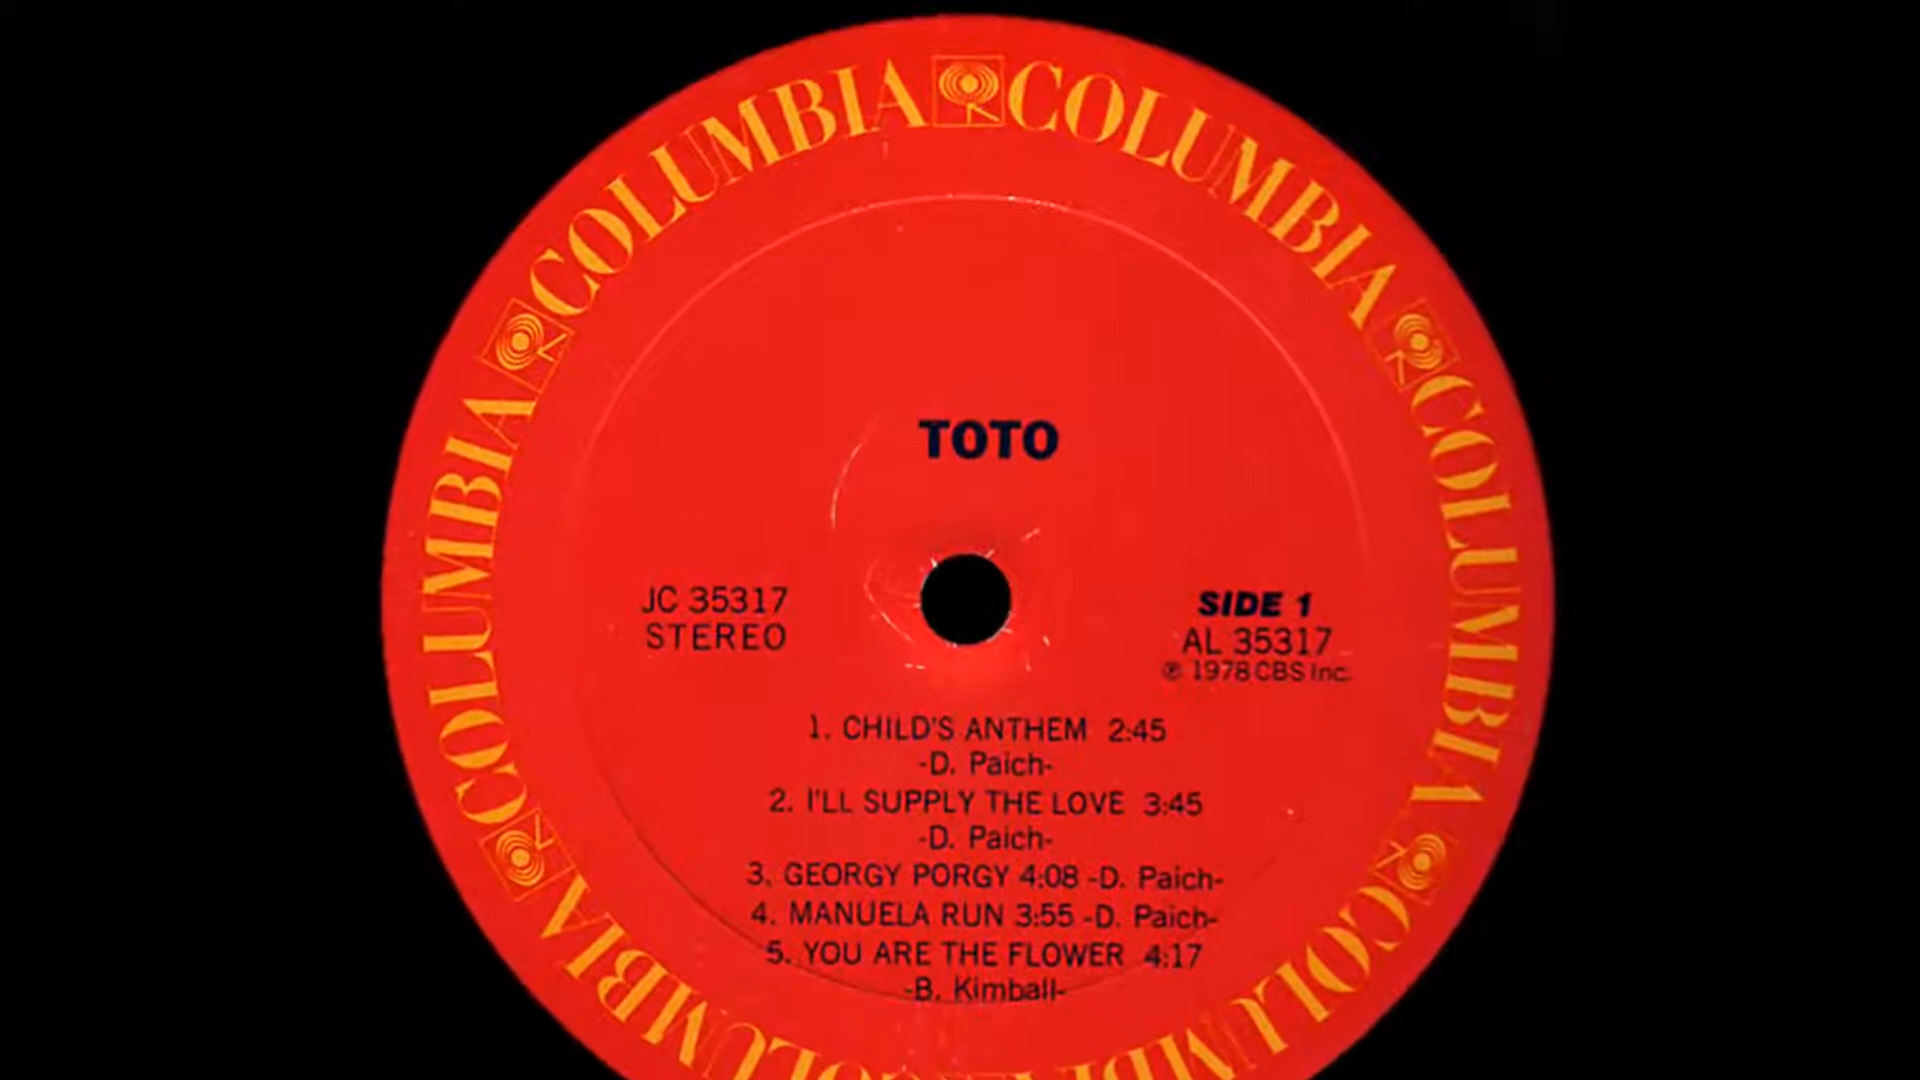 COLUMBIA COLUMBIA COLUMBIA COLUMBIA COLUMBIA COLUMBIA
TOTO
JC 35317
STEREO
SIDE 1
AL 35317
℗ 1978 CBS Inc.
1. CHILD'S ANTHEM 2:45
-D. Paich-
2. I'LL SUPPLY THE LOVE 3:45
-D. Paich-
3. GEORGY PORGY 4:08 -D. Paich-
4. MANUELA RUN 3:55 -D. Paich-
5. YOU ARE THE FLOWER 4:17
-B. Kimball-